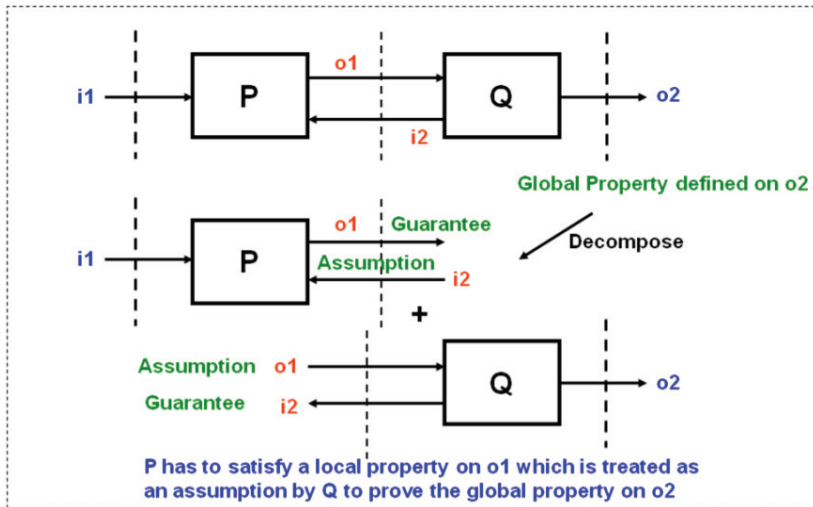 o1
i1
P
Q
o2
i2
Global Property defined on o2
o1
Guarantee
Decompose
i1
P
Assumption
i2
+
Assumption o1
Q
o2
Guarantee i2
P has to satisfy a local property on o1 which is treated as
an assumption by Q to prove the global property on o2